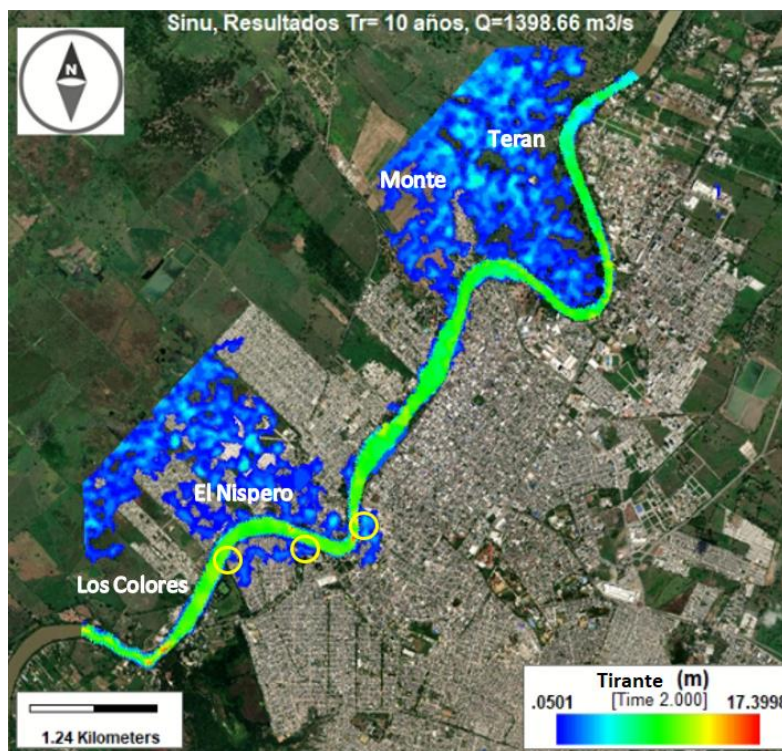 Sinu, Resultados Tr= 10 años, Q=1398.66 m3/s
N
Teran
Monte
El Nispero
Los Colores
1.24 Kilometers
Tirante (m)
.0501 [Time 2.000] 17.3998